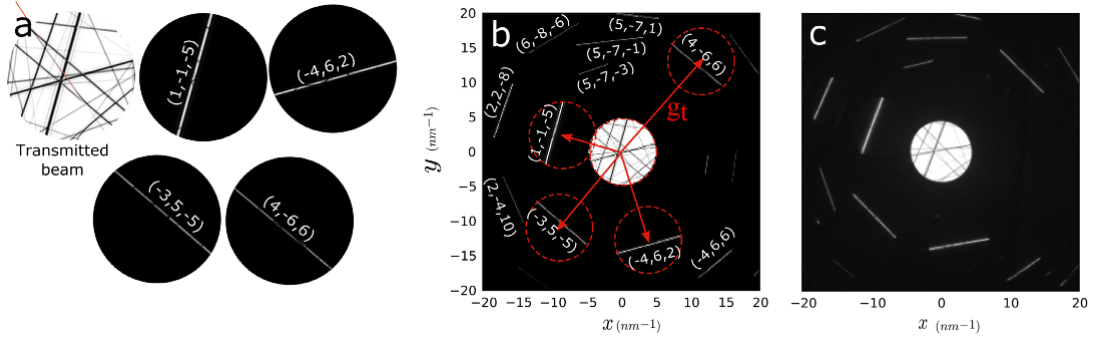 a
Transmitted
beam
(1,-1,-5)
(-4,6,2)
(-3,5,-5)
(4,-6,6)
b
20
15
10
5
0
−5
−10
−15
−20
y (nm−1)
−20 −15 −10 −5 0 5 10 15 20
x (nm−1)
(6,-8,-6)
(5,-7,1)
(5,-7,-1)
(5,-7,-3)
(4,-6,6)
(2,2,-8)
gt
(1,-1,-5)
(2,-4,10)
(-3,5,-5)
(-4,6,2)
(-4,6,6)
c
−20 −10 0 10 20
x (nm−1)